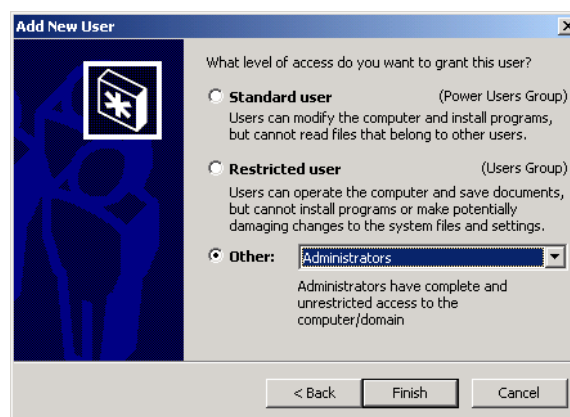 Add New User
What level of access do you want to grant this user?
Standard user (Power Users Group)
Users can modify the computer and install programs,
but cannot read files that belong to other users.
Restricted user (Users Group)
Users can operate the computer and save documents,
but cannot install programs or make potentially
damaging changes to the system files and settings.
Other: Administrators
Administrators have complete and
unrestricted access to the
computer/domain
< Back Finish Cancel